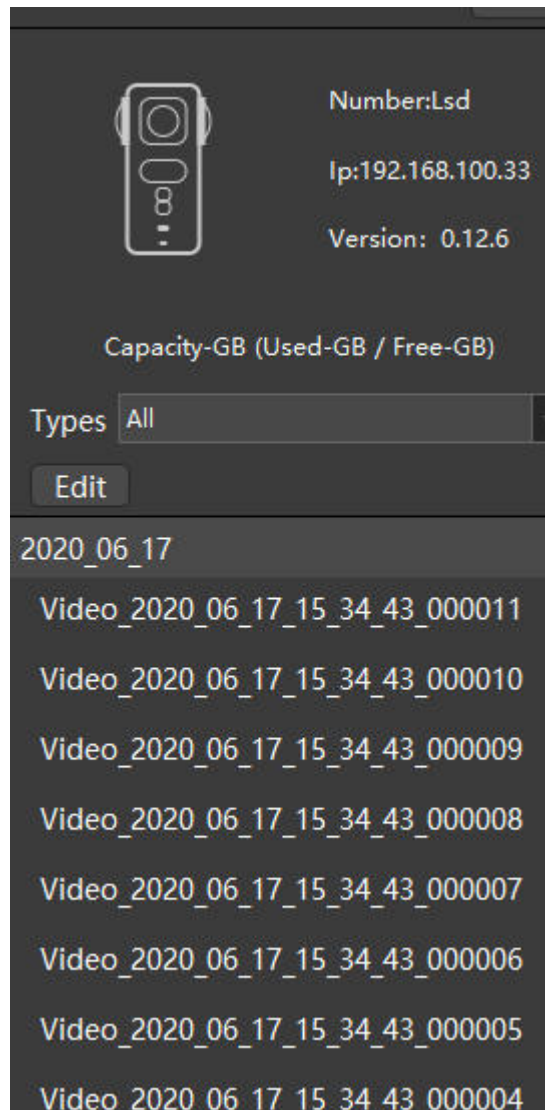 Number:Lsd
Ip:192.168.100.33
Version: 0.12.6
Capacity-GB (Used-GB / Free-GB)
Types All
Edit
2020_06_17
Video_2020_06_17_15_34_43_000011
Video_2020_06_17_15_34_43_000010
Video_2020_06_17_15_34_43_000009
Video_2020_06_17_15_34_43_000008
Video_2020_06_17_15_34_43_000007
Video_2020_06_17_15_34_43_000006
Video_2020_06_17_15_34_43_000005
Video_2020_06_17_15_34_43_000004